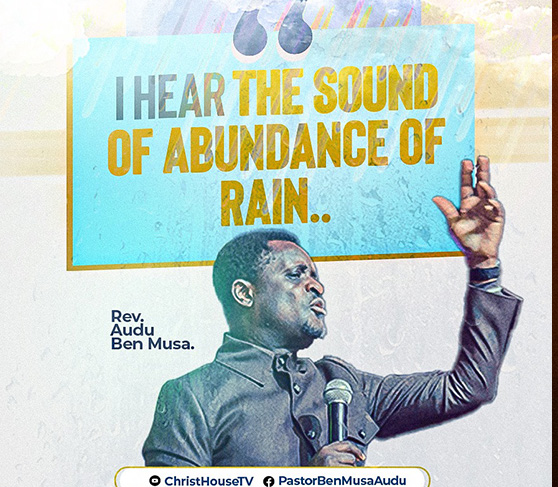 I HEAR THE SOUND
OF ABUNDANCE OF
RAIN..
Rev.
Audu
Ben Musa.
ChristHouseTV PastorBenMusaAudu